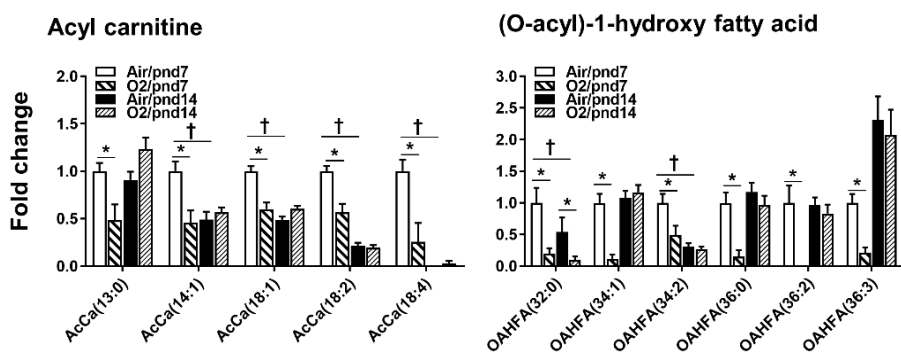 Acyl carnitine
Fold change
2.0
1.5
1.0
0.5
0.0
Air/pnd7
O2/pnd7
Air/pnd14
O2/pnd14
*
†
*
†
*
†
*
†
*
AcCa(13:0)
AcCa(14:1)
AcCa(18:1)
AcCa(18:2)
AcCa(18:4)
(O-acyl)-1-hydroxy fatty acid
3.0
2.5
2.0
1.5
1.0
0.5
0.0
Air/pnd7
O2/pnd7
Air/pnd14
O2/pnd14
†
*
*
*
†
*
*
*
*
OAHFA(32:0)
OAHFA(34:1)
OAHFA(34:2)
OAHFA(36:0)
OAHFA(36:2)
OAHFA(36:3)